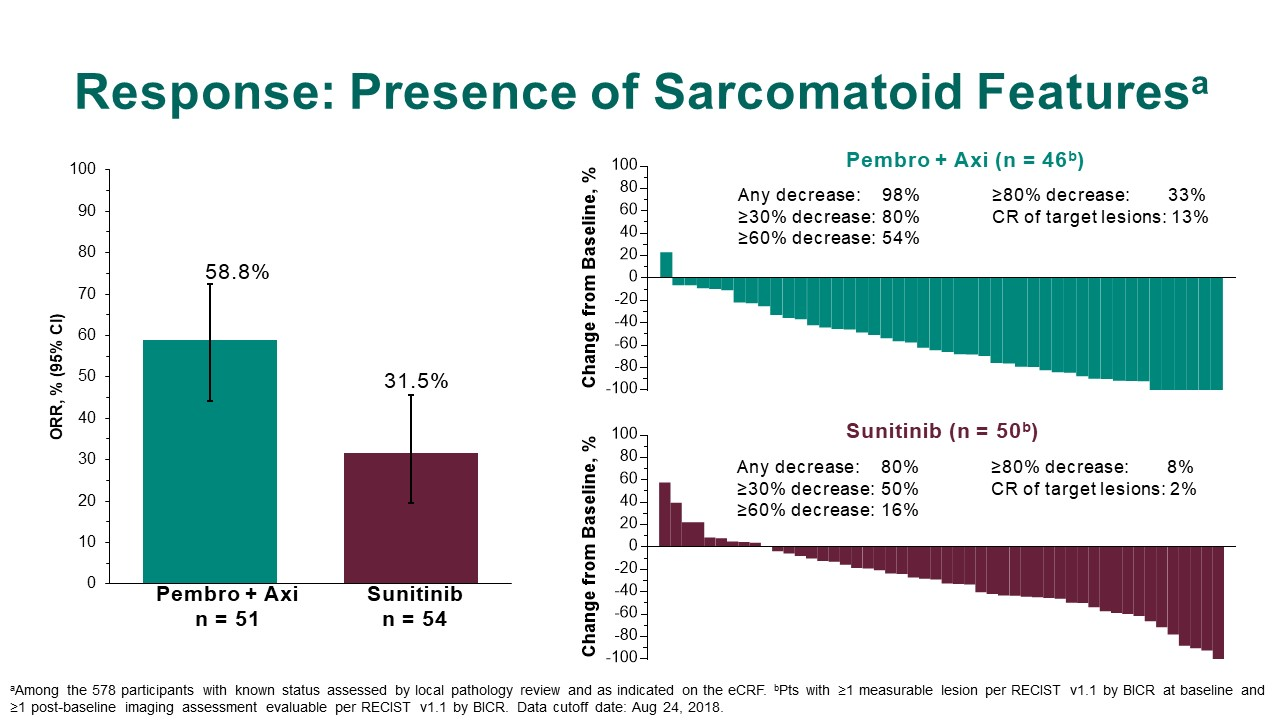 Response: Presence of Sarcomatoid Featuresᵃ
ORR, % (95% CI)
100
90
80
70
60
50
40
30
20
10
0
58.8%
31.5%
Pembro + Axi
n = 51
Sunitinib
n = 54
Pembro + Axi (n = 46ᵇ)
Change from Baseline, %
100
80
60
40
20
0
-20
-40
-60
-80
-100
Any decrease: 98%
≥30% decrease: 80%
≥60% decrease: 54%
≥80% decrease: 33%
CR of target lesions: 13%
Sunitinib (n = 50ᵇ)
Change from Baseline, %
100
80
60
40
20
0
-20
-40
-60
-80
-100
Any decrease: 80%
≥30% decrease: 50%
≥60% decrease: 16%
≥80% decrease: 8%
CR of target lesions: 2%
ᵃAmong the 578 participants with known status assessed by local pathology review and as indicated on the eCRF. ᵇPts with ≥1 measurable lesion per RECIST v1.1 by BICR at baseline and
≥1 post-baseline imaging assessment evaluable per RECIST v1.1 by BICR. Data cutoff date: Aug 24, 2018.